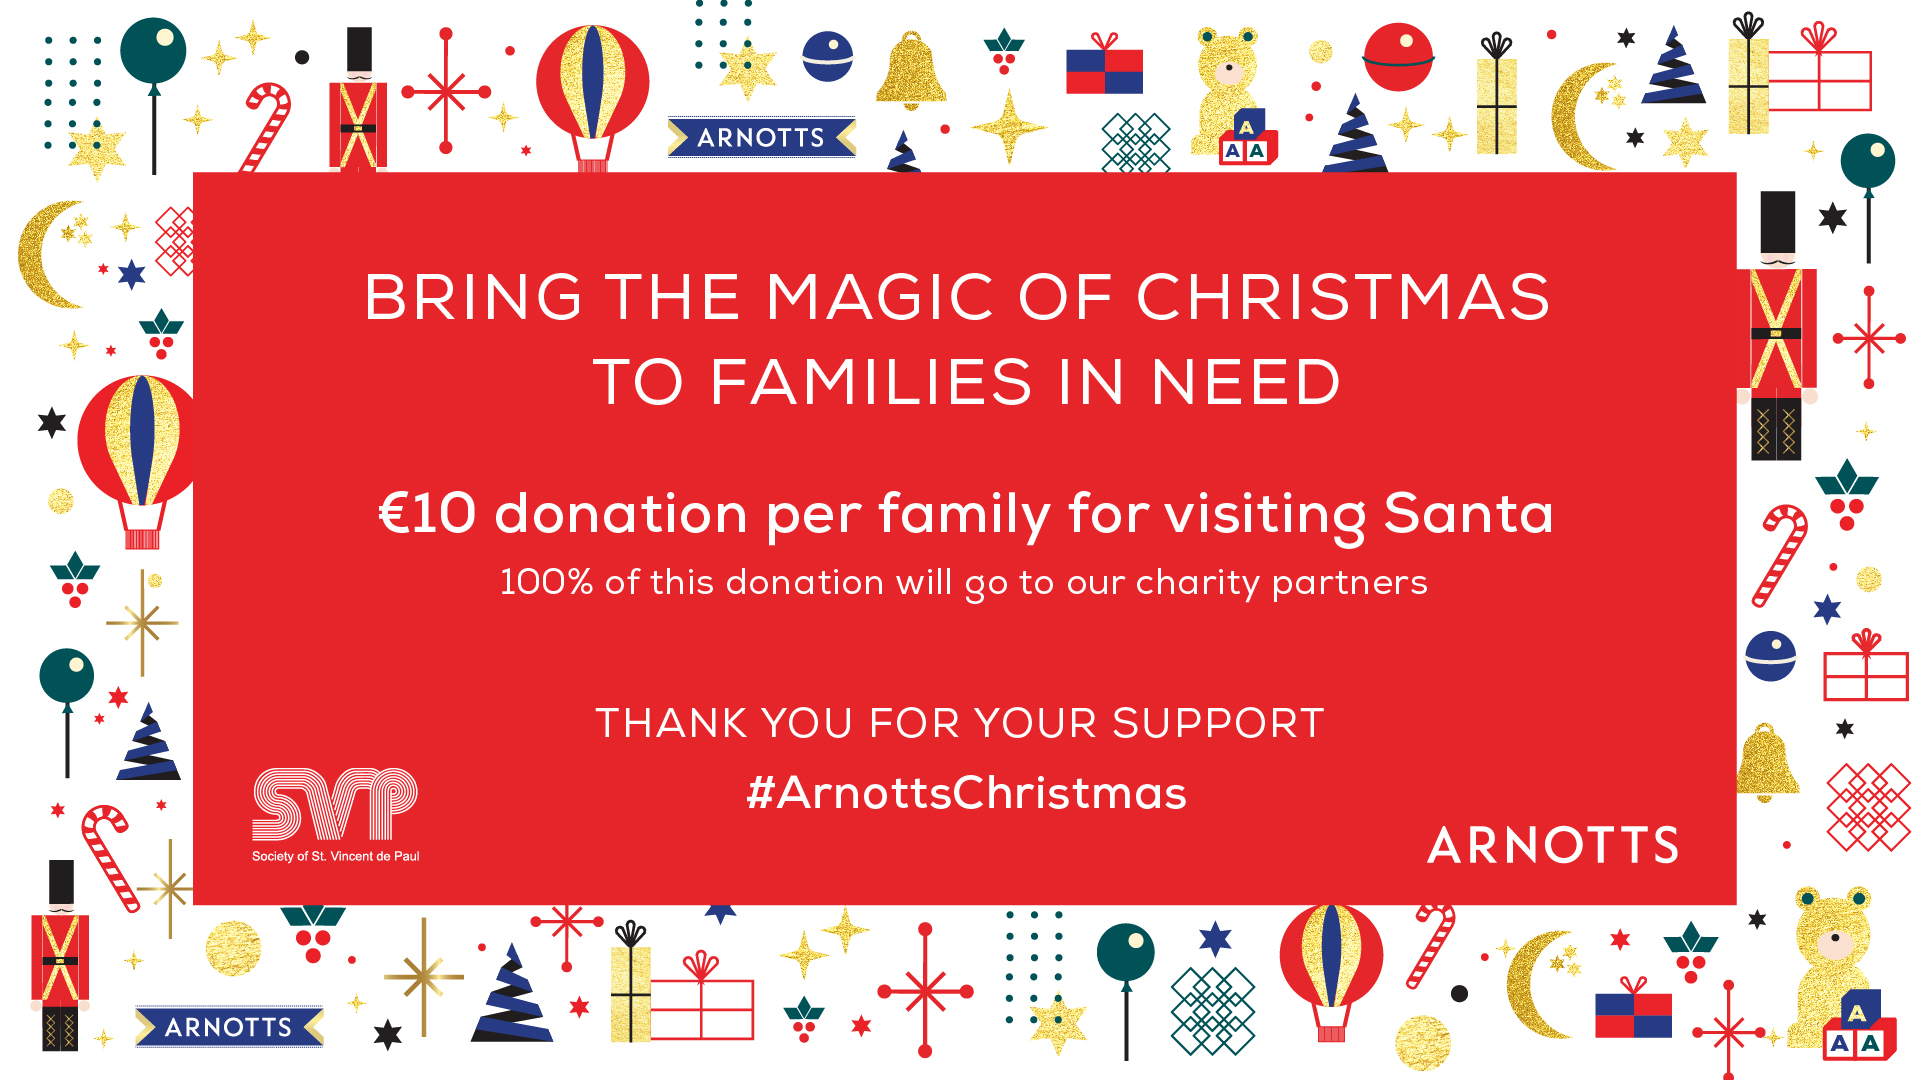 ARNOTTS
A
A A
BRING THE MAGIC OF CHRISTMAS
TO FAMILIES IN NEED
€10 donation per family for visiting Santa
100% of this donation will go to our charity partners
THANK YOU FOR YOUR SUPPORT
#ArnottsChristmas
SVP
Society of St. Vincent de Paul
ARNOTTS
ARNOTTS
A
A A